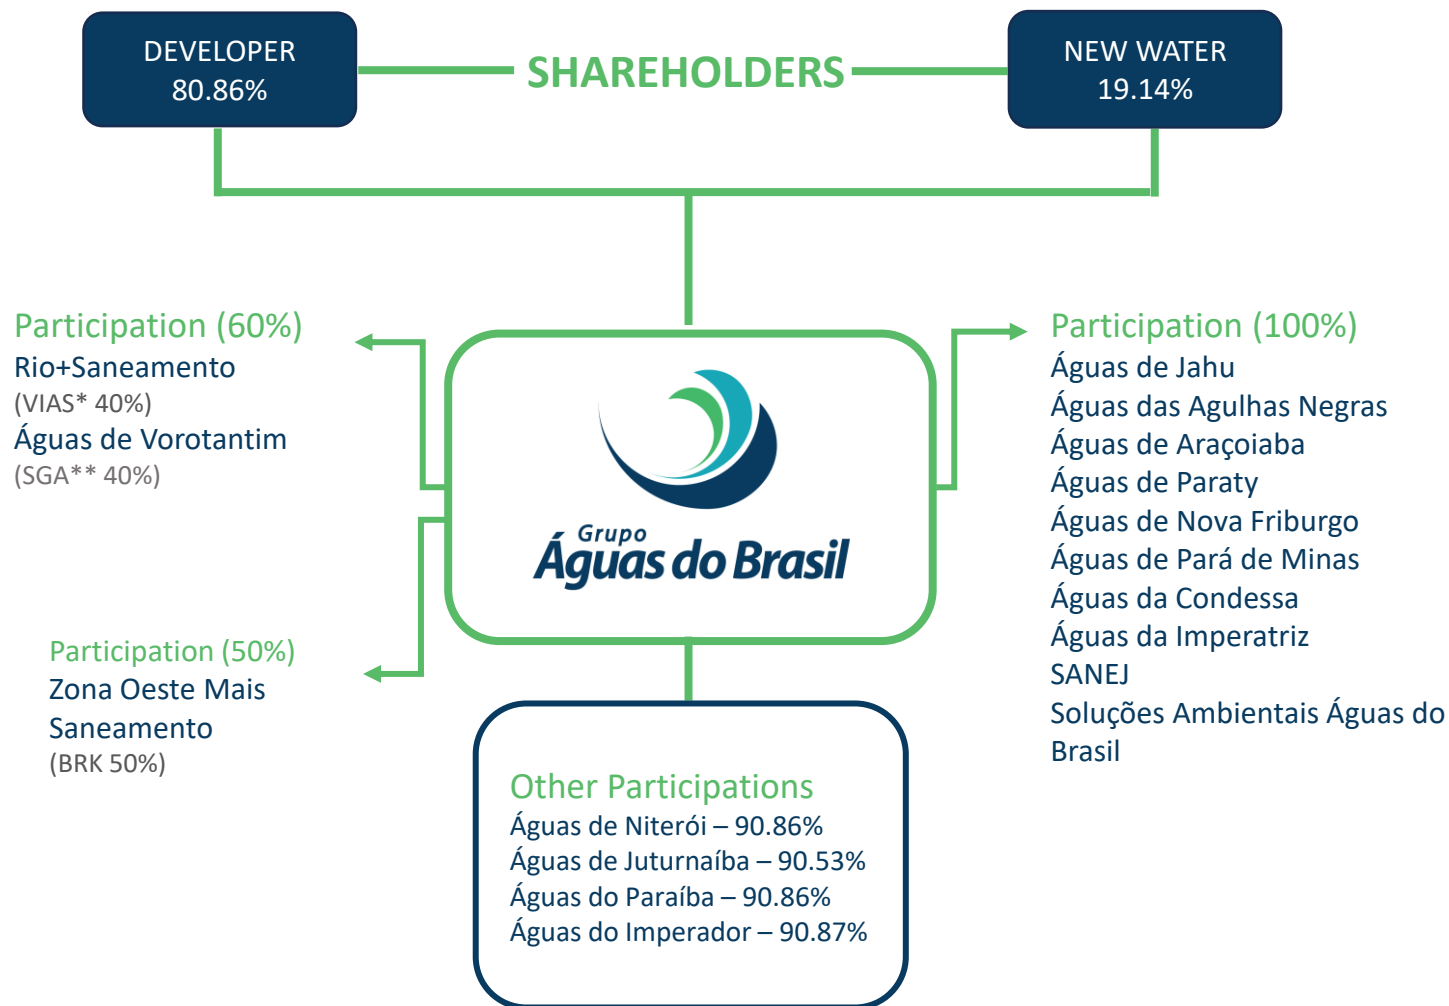 DEVELOPER
80.86%
SHAREHOLDERS
NEW WATER
19.14%
Participation (60%)
Rio+Saneamento
(VIAS* 40%)
Águas de Vorotantim
(SGA** 40%)
Participation (50%)
Zona Oeste Mais
Saneamento
(BRK 50%)
Grupo
Águas do Brasil
Participation (100%)
Águas de Jahu
Águas das Agulhas Negras
Águas de Araçoiaba
Águas de Paraty
Águas de Nova Friburgo
Águas de Pará de Minas
Águas da Condessa
Águas da Imperatriz
SANEJ
Soluções Ambientais Águas do
Brasil
Other Participations
Águas de Niterói – 90.86%
Águas de Juturnaíba – 90.53%
Águas do Paraíba – 90.86%
Águas do Imperador – 90.87%